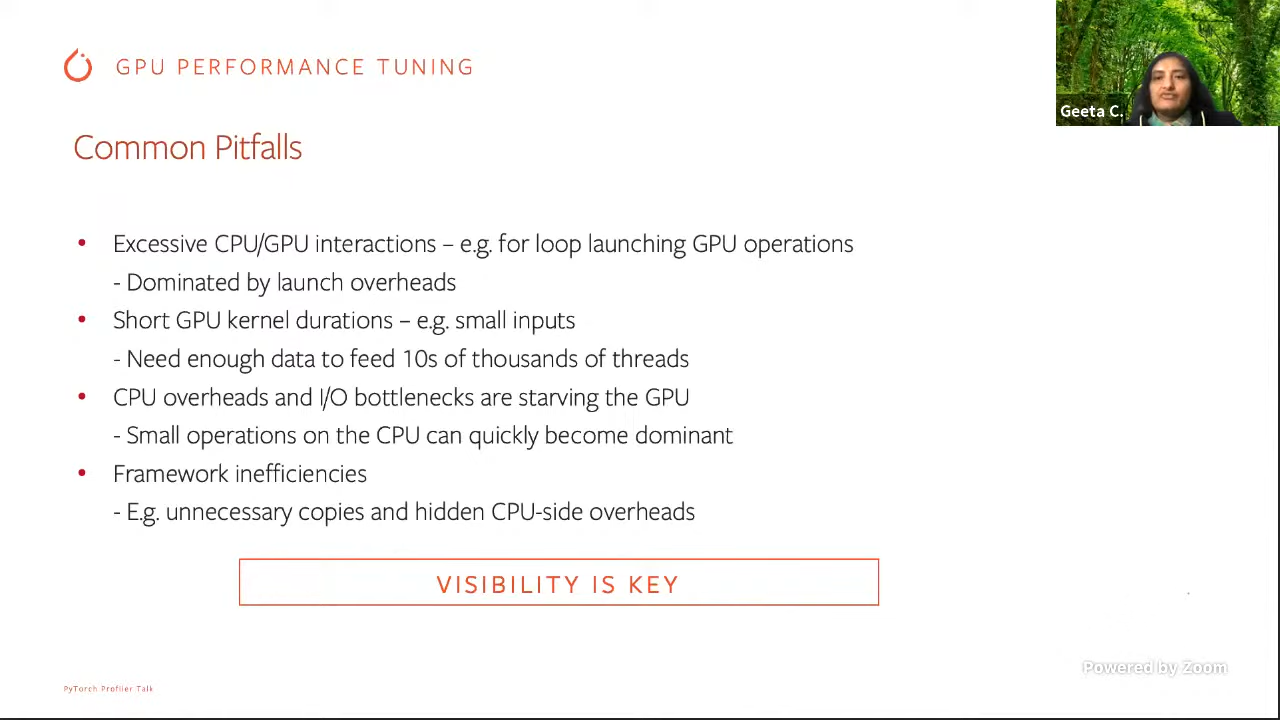 GPU PERFORMANCE TUNING
Geeta C.
Common Pitfalls
• Excessive CPU/GPU interactions – e.g. for loop launching GPU operations
- Dominated by launch overheads
• Short GPU kernel durations – e.g. small inputs
- Need enough data to feed 10s of thousands of threads
• CPU overheads and I/O bottlenecks are starving the GPU
- Small operations on the CPU can quickly become dominant
• Framework inefficiencies
- E.g. unnecessary copies and hidden CPU-side overheads
VISIBILITY IS KEY
Powered by Zoom
PyTorch Profiler Talk